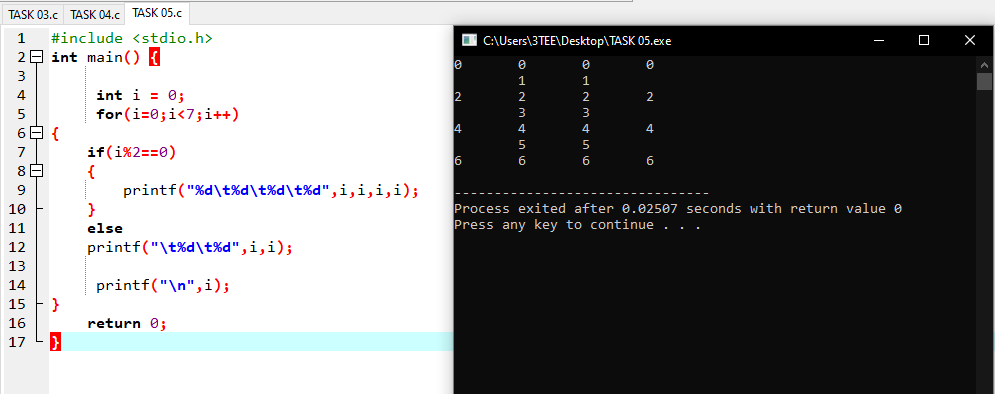 TASK 03.c TASK 04.c TASK 05.c
1 #include <stdio.h>
2 int main() {
3
4 int i = 0;
5 for(i=0;i<7;i++)
6 {
7 if(i%2==0)
8 {
9 printf("%d\t%d\t%d\t%d",i,i,i,i);
10 }
11 else
12 printf("\t%d\t%d",i,i);
13
14 printf("\n",i);
15 }
16 return 0;
17 }
C:\Users\3TEE\Desktop\TASK 05.exe
0 0 0 0
1 1
2 2 2 2
3 3
4 4 4 4
5 5
6 6 6 6
--------------------------------
Process exited after 0.02507 seconds with return value 0
Press any key to continue . . .